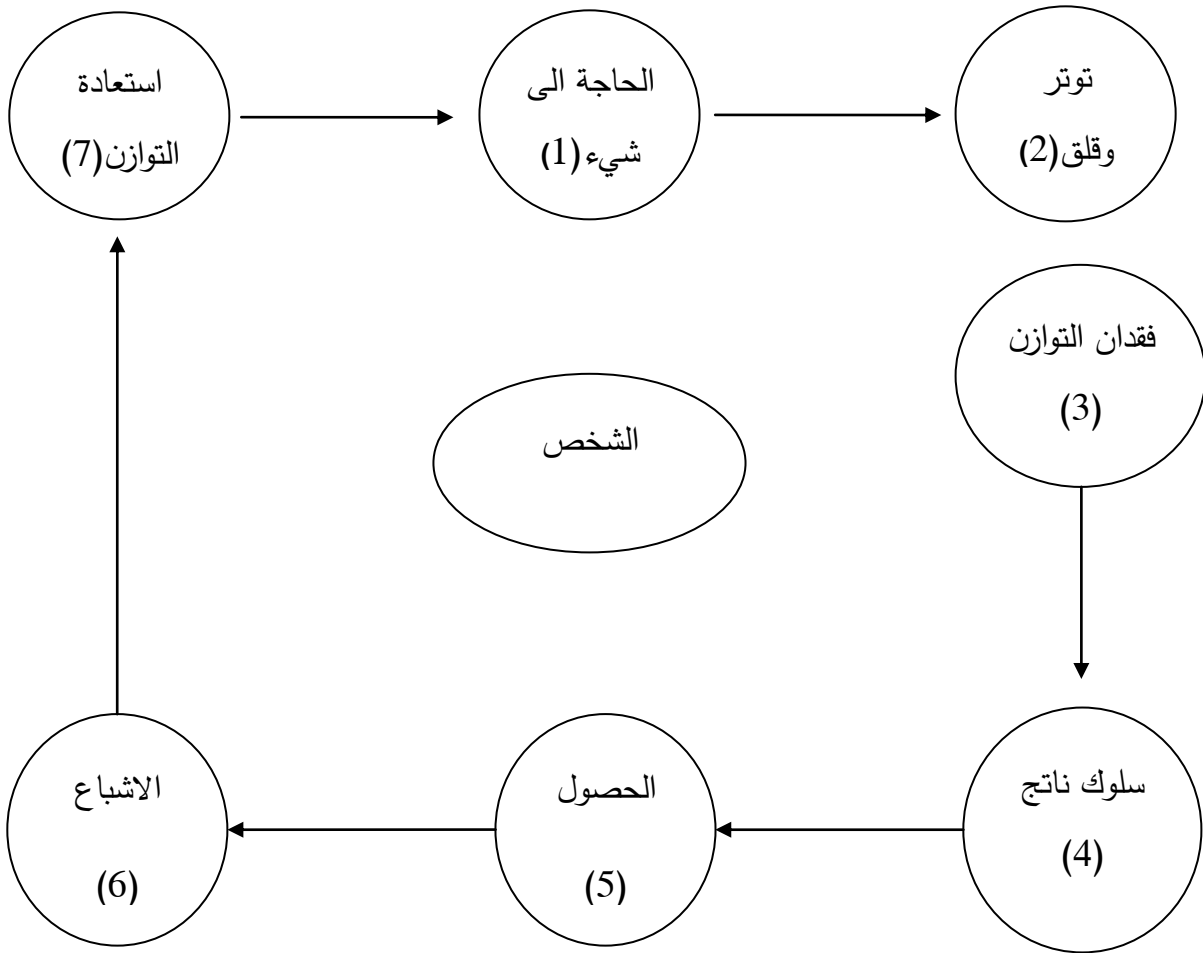 الحاجة الى
شيء(1)
توتر
وقلق(2)
فقدان التوازن
(3)
سلوك ناتج
(4)
الحصول
(5)
الاشباع
(6)
استعادة
التوازن(7)
الشخص